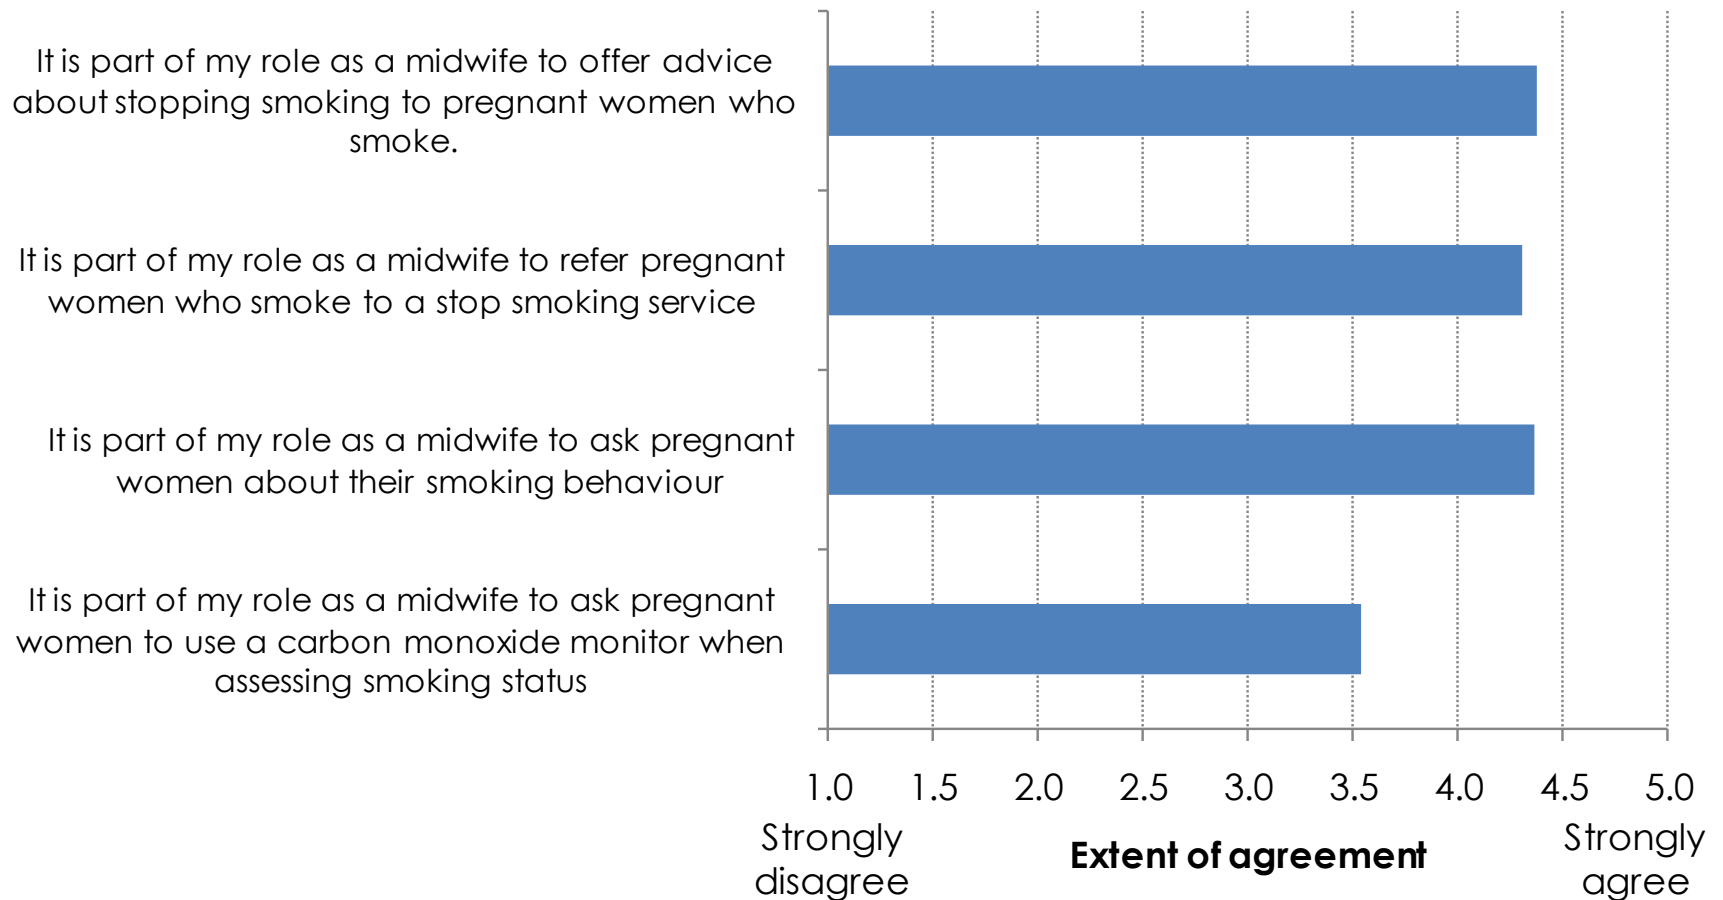 It is part of my role as a midwife to offer advice
about stopping smoking to pregnant women who
smoke.
It is part of my role as a midwife to refer pregnant
women who smoke to a stop smoking service
It is part of my role as a midwife to ask pregnant
women about their smoking behaviour
It is part of my role as a midwife to ask pregnant
women to use a carbon monoxide monitor when
assessing smoking status
1.0 1.5 2.0 2.5 3.0 3.5 4.0 4.5 5.0
Strongly disagree
Extent of agreement
Strongly agree